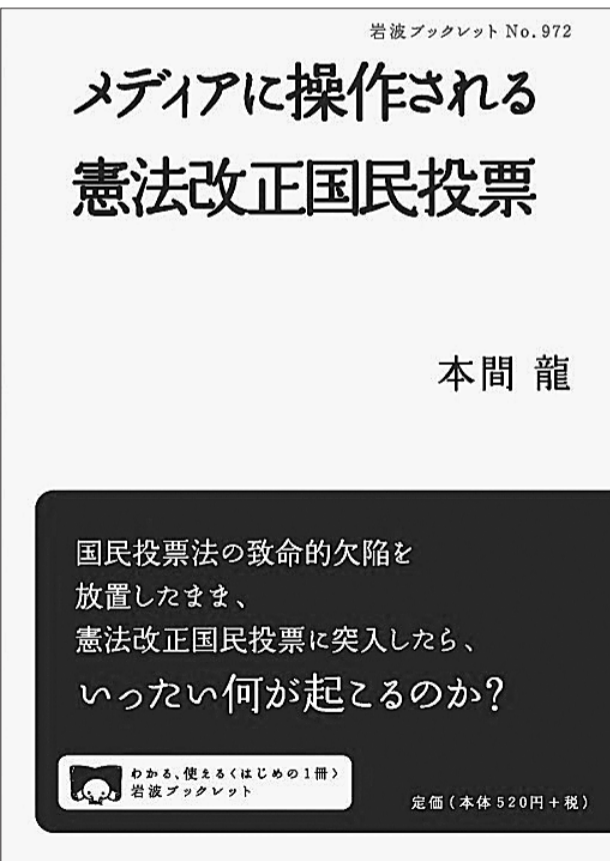 岩波ブックレット No.972
メディアに操作される
憲法改正国民投票
本間 龍
国民投票法の致命的欠陥を
放置したまま、
憲法改正国民投票に突入したら、
いったい何が起こるのか?
わかる、使える〈はじめの1冊〉
岩波ブックレット
定価(本体520円+税)